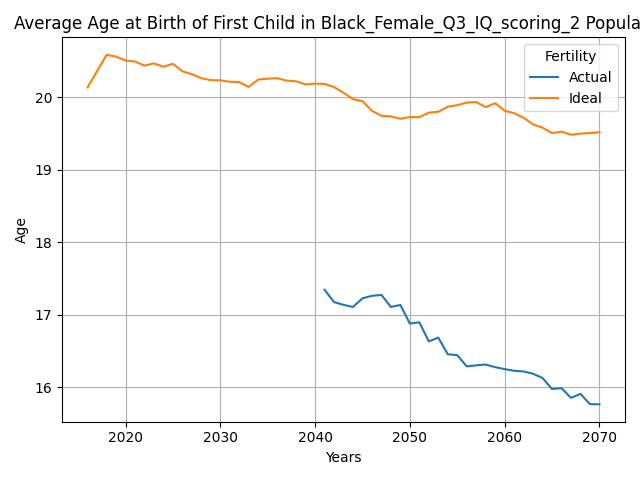 Average Age at Birth of First Child in Black_Female_Q3_IQ_scoring_2 Popula
Fertility
Actual
Ideal
20
19
18
17
16
Age
2020 2030 2040 2050 2060 2070
Years